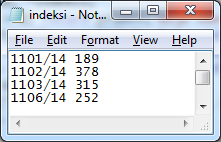 indeksi - Not...
File Edit Format View Help
1101/14 189
1102/14 378
1103/14 315
1106/14 252